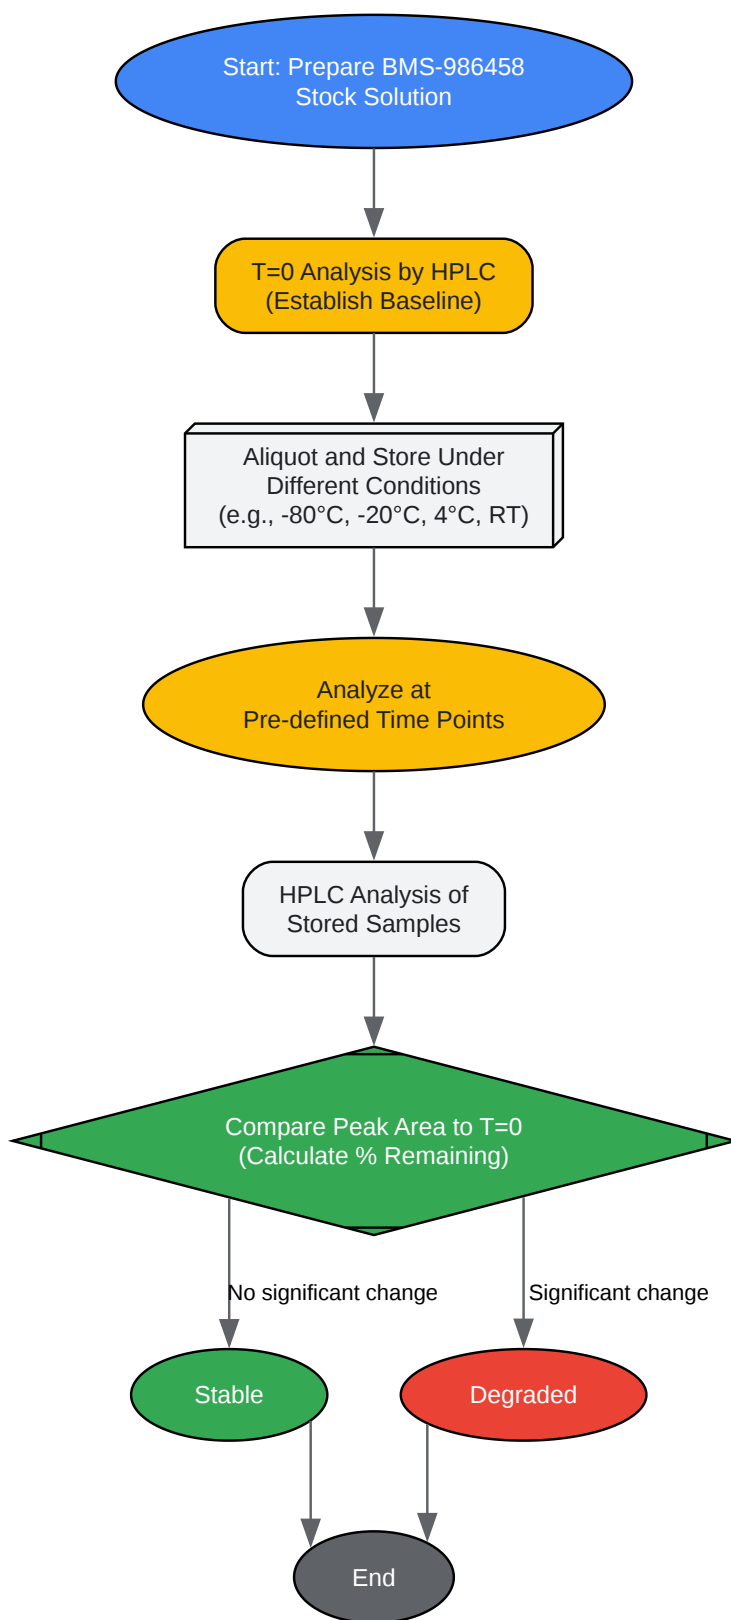 Start: Prepare BMS-986458
Stock Solution
T=0 Analysis by HPLC
(Establish Baseline)
Aliquot and Store Under
Different Conditions
(e.g., -80°C, -20°C, 4°C, RT)
Analyze at
Pre-defined Time Points
HPLC Analysis of
Stored Samples
Compare Peak Area to T=0
(Calculate % Remaining)
No significant change
Significant change
Stable
Degraded
End